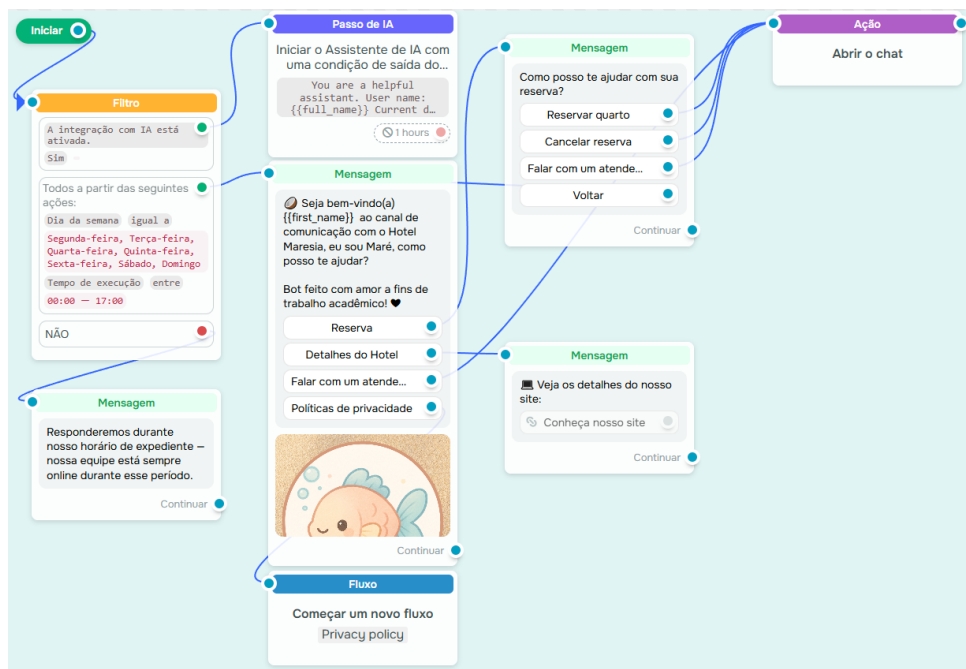 Iniciar
Filtro
A integração com IA está
ativada.
Sim
Todos a partir das seguintes
ações:
Dia da semana igual a
Segunda-feira, Terça-feira,
Quarta-feira, Quinta-feira,
Sexta-feira, Sábado, Domingo
Tempo de execução entre
00:00 — 17:00
NÃO
Mensagem
Responderemos durante
nosso horário de expediente —
nossa equipe está sempre
online durante esse período.
Continuar
Passo de IA
Iniciar o Assistente de IA com
uma condição de saída do...
You are a helpful
assistant. User name:
{{full_name}} Current d…
1 hours
Mensagem
Seja bem-vindo(a)
{{first_name}} ao canal de
comunicação com o Hotel
Maresia, eu sou Maré, como
posso te ajudar?
Bot feito com amor a fins de
trabalho acadêmico! 🖤
Reserva
Detalhes do Hotel
Falar com um atende...
Políticas de privacidade
Continuar
Fluxo
Começar um novo fluxo
Privacy policy
Mensagem
Como posso te ajudar com sua
reserva?
Reservar quarto
Cancelar reserva
Falar com um atende...
Voltar
Continuar
Mensagem
💻 Veja os detalhes do nosso
site:
Conheça nosso site
Continuar
Ação
Abrir o chat